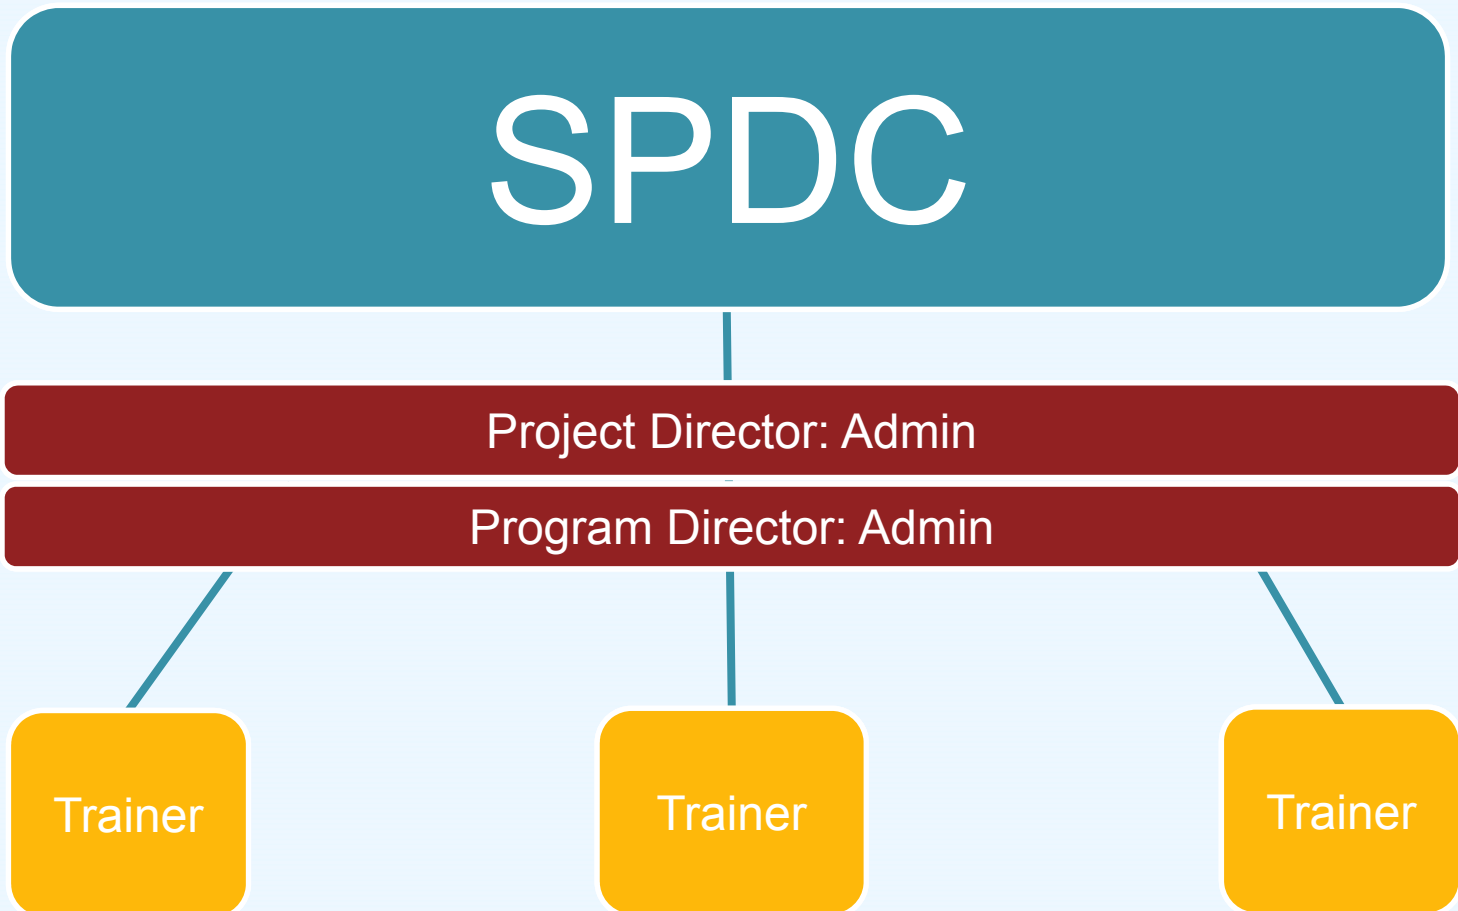 SPDC
Project Director: Admin
Program Director: Admin
Trainer
Trainer
Trainer